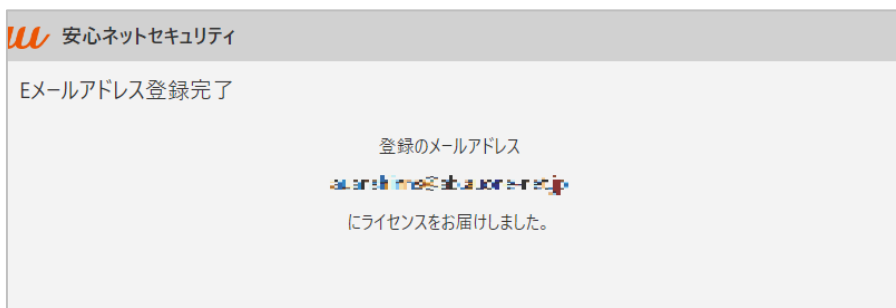 au 安心ネットセキュリティ
Eメールアドレス登録完了
登録のメールアドレス
にライセンスをお届けしました。